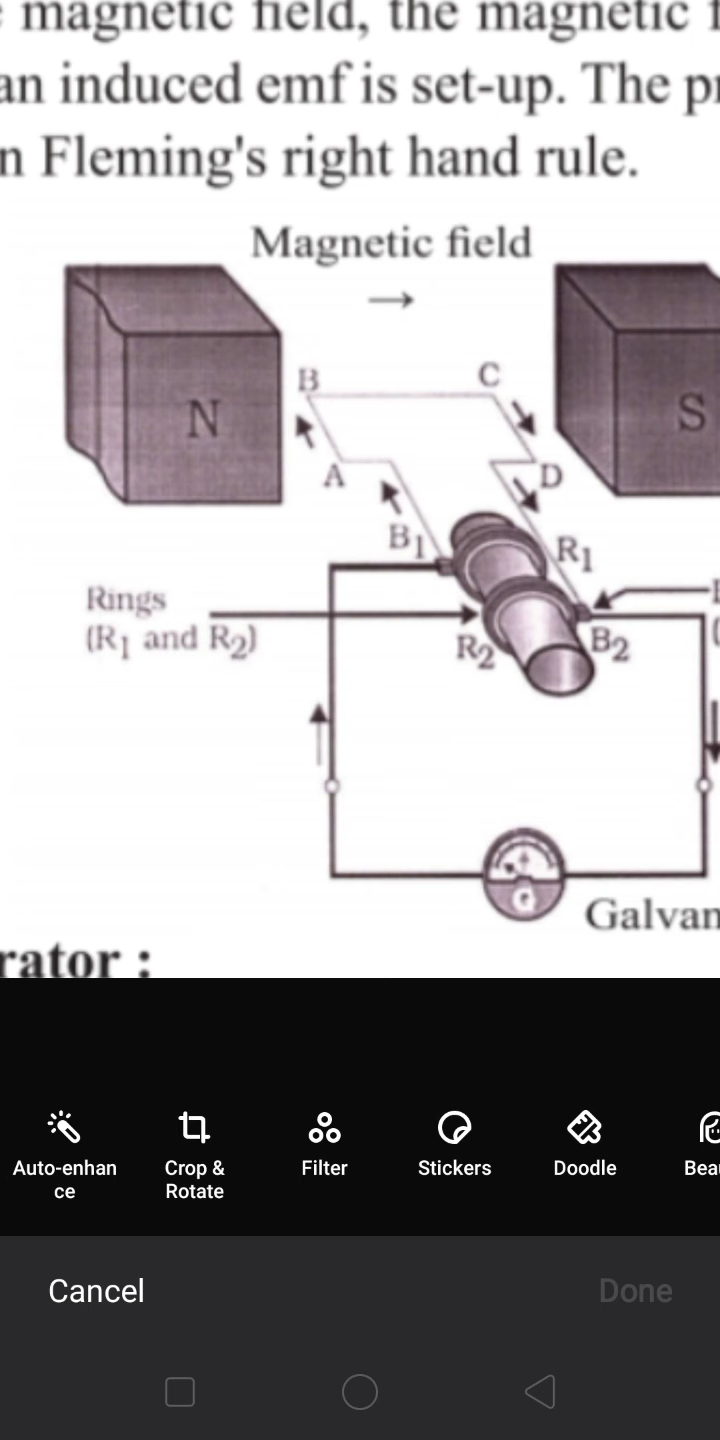 magnetic field, the magnetic
an induced emf is set-up. The
n Fleming's right hand rule.
Magnetic field
→
N
S
B
C
A
D
B1
R1
Rings
(R1 and R2)
R2
B2
G
Galvan
rator :
Auto-enhan
ce
Crop &
Rotate
Filter
Stickers
Doodle
Beau
Cancel
Done